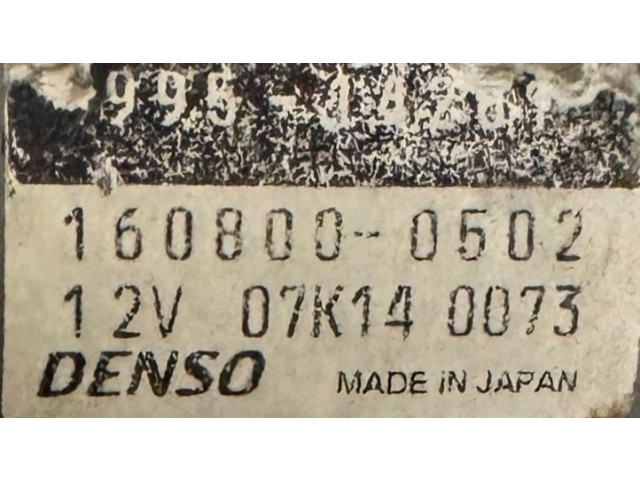 160800-0502
12V 07K14 0073
DENSO MADE IN JAPAN